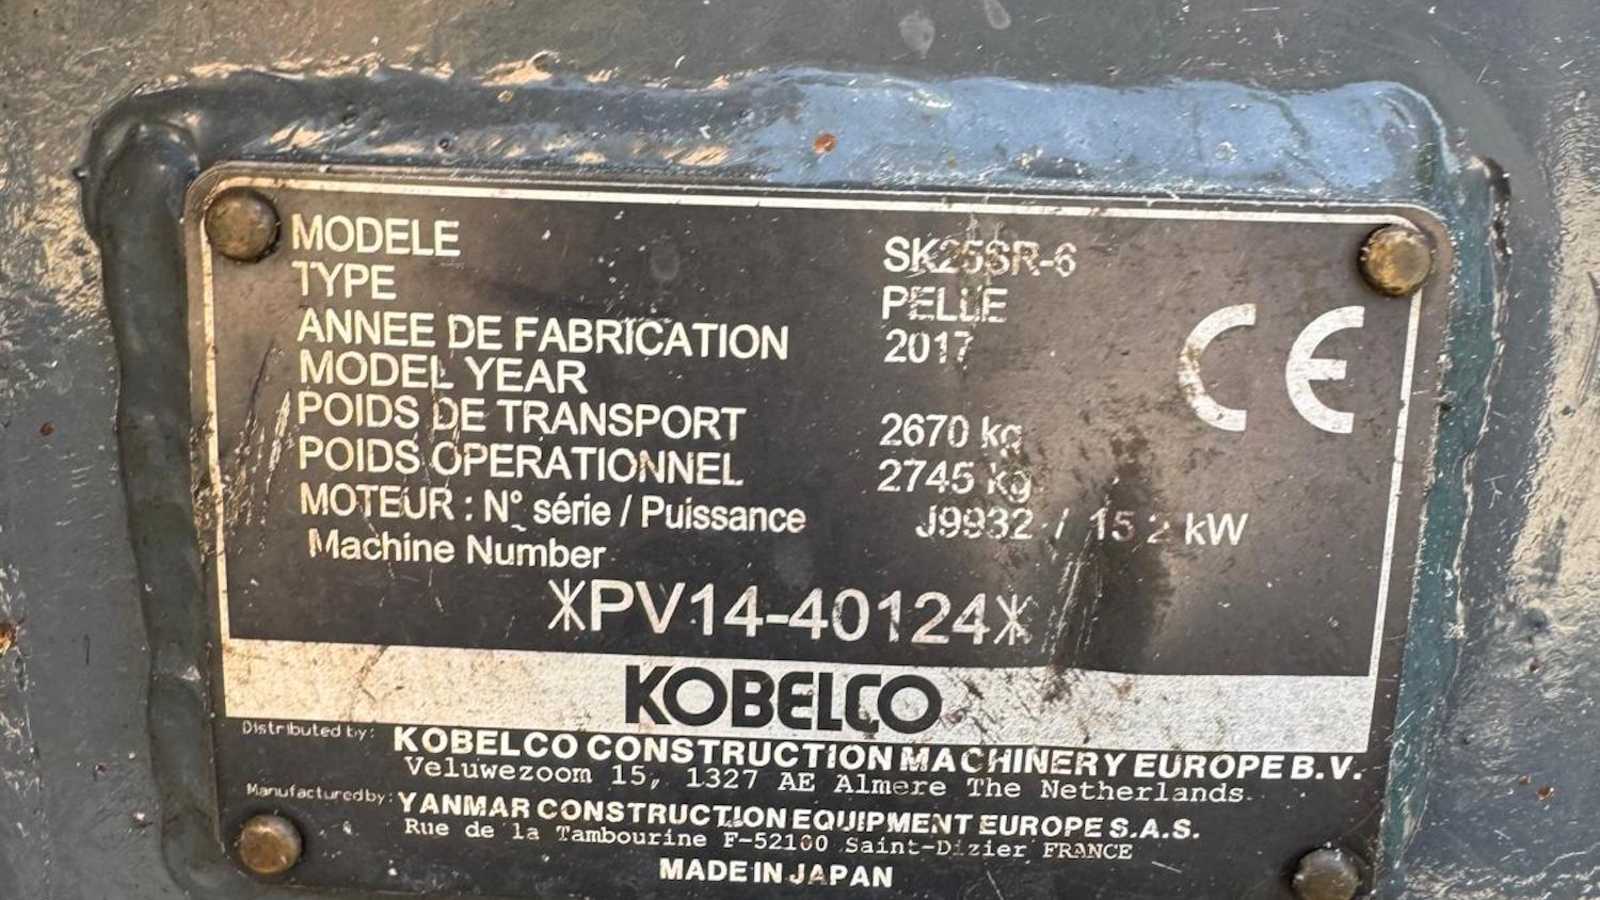 MODELE SK25SR-6
TYPE PELLE
ANNEE DE FABRICATION 2017
MODEL YEAR
POIDS DE TRANSPORT 2670 kg
POIDS OPERATIONNEL 2745 kg
MOTEUR : N° série / Puissance J9932 / 15.2 kW
Machine Number
*PV14-40124*
CE
KOBELCO
Distributed by: KOBELCO CONSTRUCTION MACHINERY EUROPE B.V.
Veluwezoom 15, 1327 AE Almere The Netherlands
Manufactured by: YANMAR CONSTRUCTION EQUIPMENT EUROPE S.A.S.
Rue de la Tambourine F-52100 Saint-Dizier FRANCE
MADE IN JAPAN